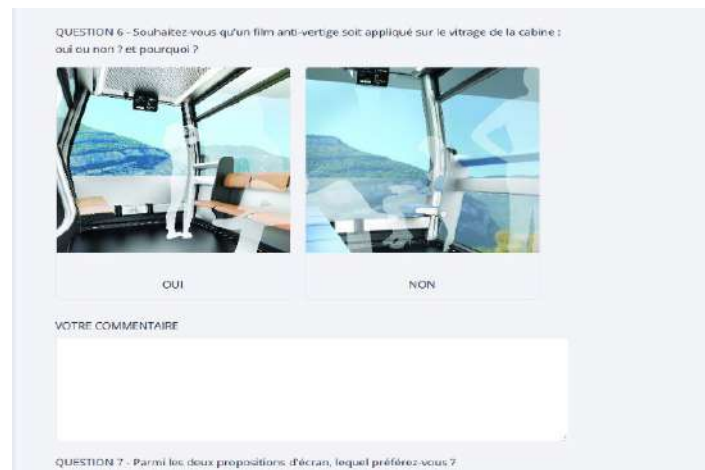 QUESTION 6 - Souhaitez-vous qu'un film anti-vertige soit appliqué sur le vitrage de la cabine :
oui ou non ? et pourquoi ?
OUI
NON
VOTRE COMMENTAIRE
QUESTION 7 - Parmi les deux propositions d'écran, lequel préférez-vous ?